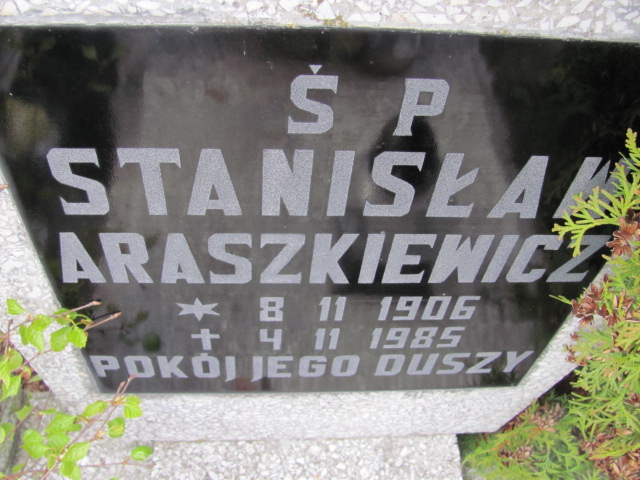 Ś P
STANISŁAW
ARASZKIEWICZ
8 11 1906
4 11 1985
POKÓJ JEGO DUSZY